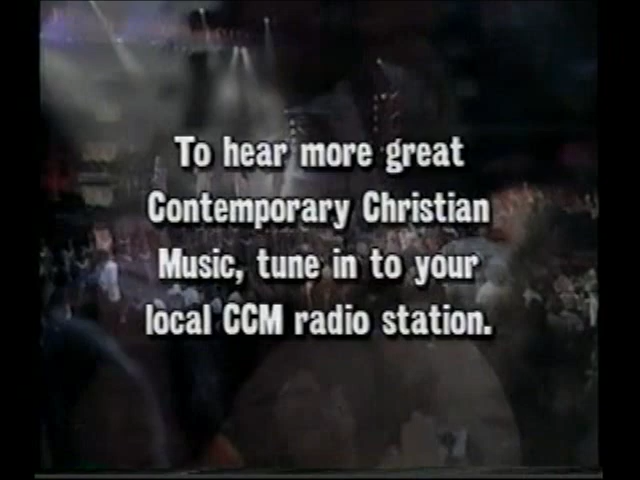 To hear more great
Contemporary Christian
Music, tune in to your
local CCM radio station.